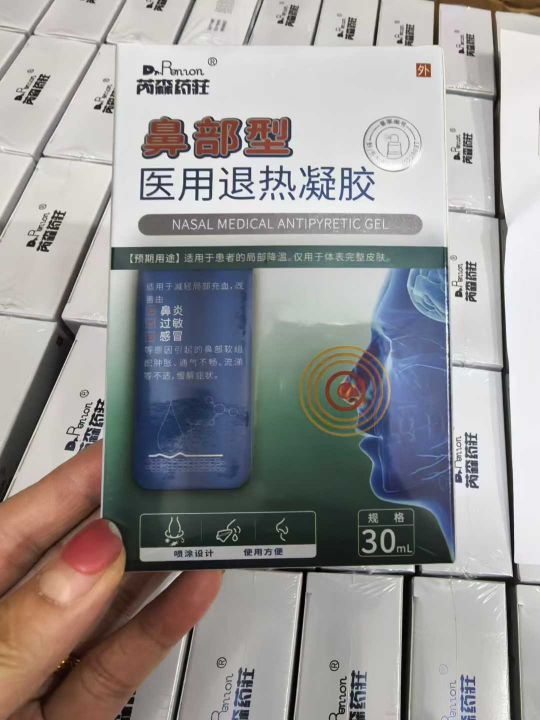 Dr.Renron®
芮森药莊
外
鼻部型
医用退热凝胶
NASAL MEDICAL ANTIPYRETIC GEL
【预期用途】适用于患者的局部降温。仅用于体表完整皮肤。
适用于减轻局部充血,改
善由
鼻炎
过敏
感冒
等原因引起的鼻部软组
织肿胀、通气不畅、流涕
等不适,缓解症状。
喷涂设计
使用方便
规格
30mL